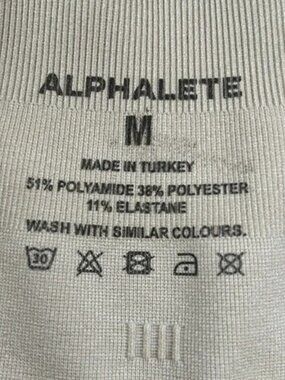 ALPHALETE
M
MADE IN TURKEY
51% POLYAMIDE 38% POLYESTER
11% ELASTANE
WASH WITH SIMILAR COLOURS.
30